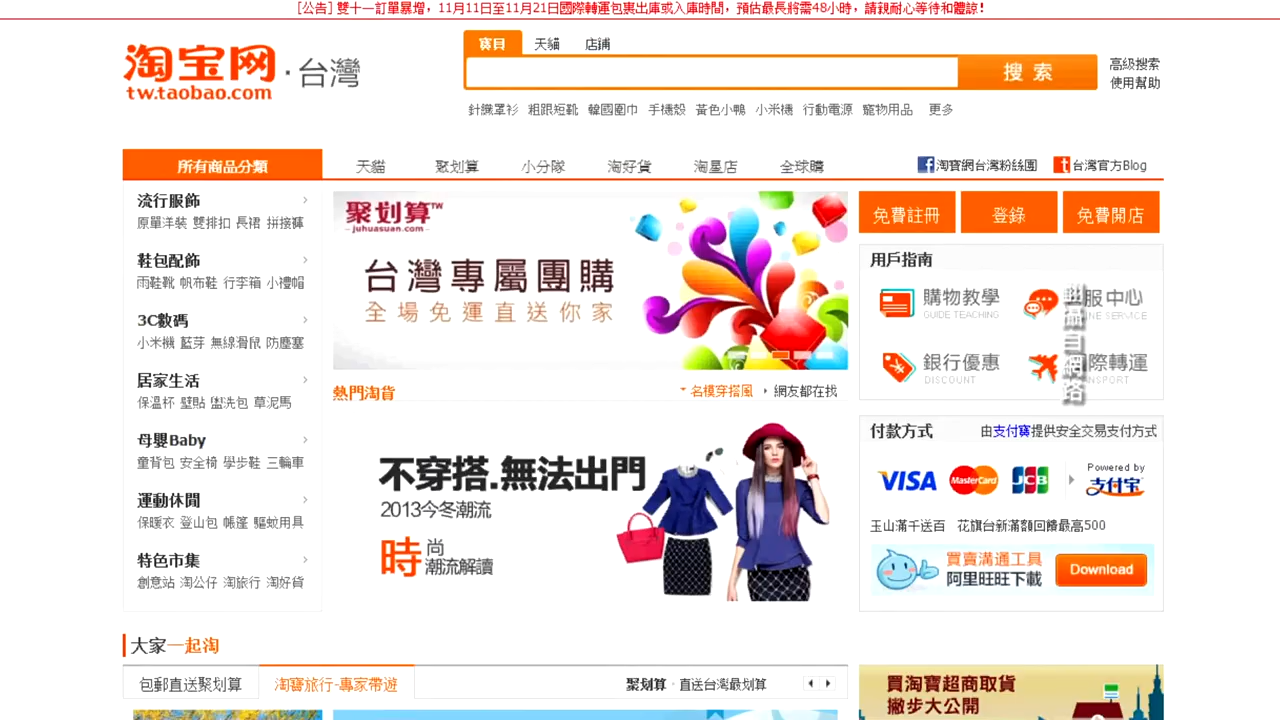 [公告] 雙十一訂單暴增，11月11日至11月21日國際轉運包裹出庫或入庫時間，預估最長將需48小時，請親耐心等待和體諒！
淘宝网·台灣
tw.taobao.com
寶貝 天貓 店鋪
搜 索
高級搜索
使用幫助
針織罩衫 粗跟短靴 韓國圍巾 手機殼 黃色小鴨 小米機 行動電源 寵物用品 更多
所有商品分類 天貓 聚划算 小分隊 淘好貨 淘星店 全球購 淘寶網台灣粉絲團 台灣官方Blog
流行服飾
原單洋裝 雙排扣 長裙 拼接褲
鞋包配飾
雨鞋靴 帆布鞋 行李箱 小禮帽
3C數碼
小米機 藍芽 無線滑鼠 防塵塞
居家生活
保溫杯 壁貼 盥洗包 草泥馬
母嬰Baby
童背包 安全椅 學步鞋 三輪車
運動休閒
保暖衣 登山包 帳篷 驅蚊用具
特色市集
創意站 淘公仔 淘旅行 淘好貨
聚划算™
juhuasuan.com
台灣專屬團購
全場免運直送你家
熱門淘貨 名模穿搭風 網友都在找
不穿搭.無法出門
2013今冬潮流
時尚
潮流解讀
免費註冊 登錄 免費開店
用戶指南
購物教學
GUIDE TEACHING
服中心
NE SERVICE
銀行優惠
DISCOUNT
際轉運
SPORT
翻攝自網路
付款方式 由支付寶提供安全交易支付方式
VISA MasterCard JCB Powered by 支付宝
玉山滿千送百 花旗台新滿額回饋最高500
買賣溝通工具
阿里旺旺下載
Download
大家一起淘
包郵直送聚划算 淘寶旅行-專家帶遊 聚划算·直送台灣最划算
買淘寶超商取貨
撇步大公開